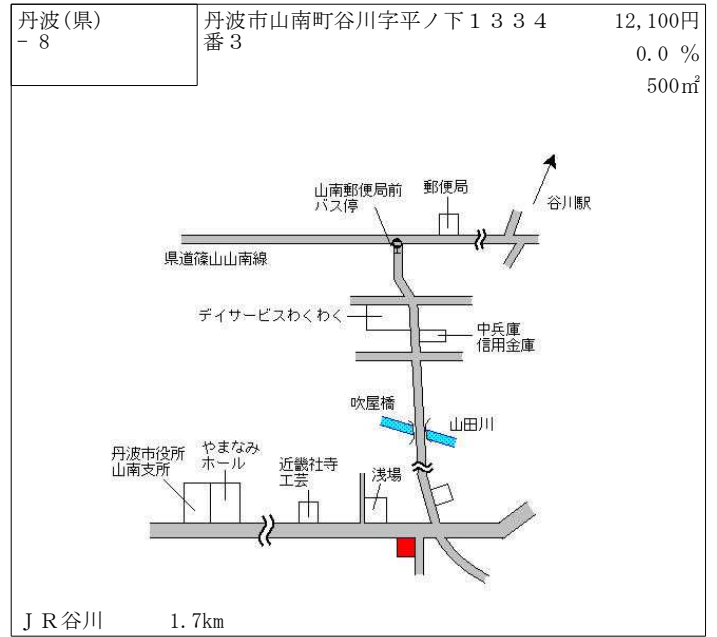 丹波(県)
－8
丹波市山南町谷川字平ノ下１３３４
番３
12,100円
0.0 %
500㎡
山南郵便局前
バス停
郵便局
谷川駅
県道篠山山南線
デイサービスわくわく
中兵庫
信用金庫
吹屋橋
山田川
丹波市役所
山南支所
やまなみ
ホール
近畿社寺
工芸
浅場
ＪＲ谷川 1.7km